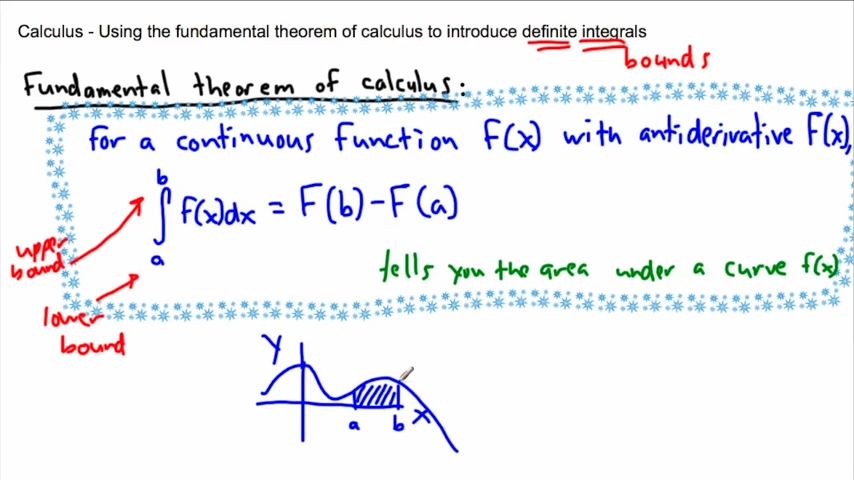 Calculus - Using the fundamental theorem of calculus to introduce definite integrals
bounds
Fundamental theorem of calculus:
for a continuous function f(x) with antiderivative F(x),
b
∫ f(x)dx = F(b) - F(a)
a
upper
bound
tells you the area under a curve f(x)
lower
bound
y
x
a
b